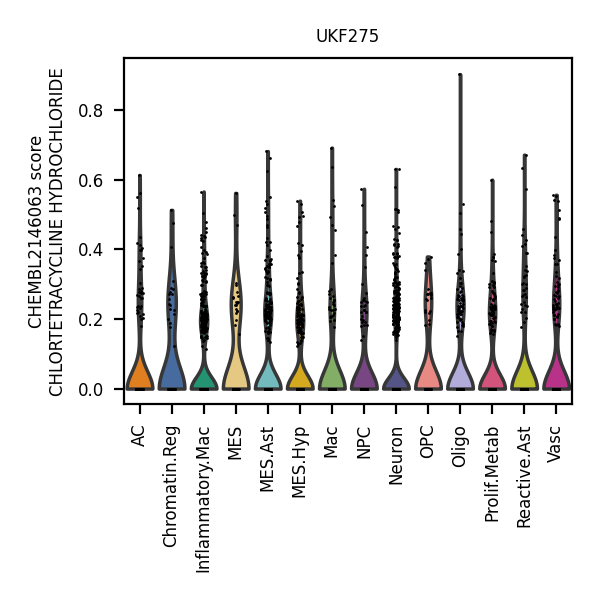 UKF275
CHEMBL2146063 score
CHLORTETRACYCLINE HYDROCHLORIDE
0.8
0.6
0.4
0.2
0.0
AC
Chromatin.Reg
Inflammatory.Mac
MES
MES.Ast
MES.Hyp
Mac
NPC
Neuron
OPC
Oligo
Prolif.Metab
Reactive.Ast
Vasc